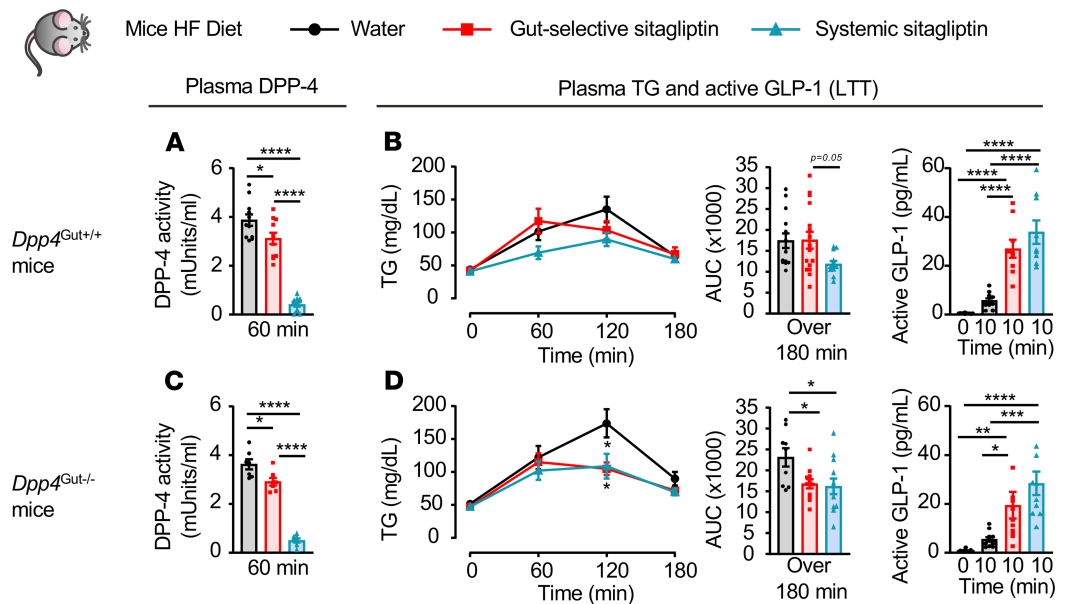 Mice HF Diet Water Gut-selective sitagliptin Systemic sitagliptin
Plasma DPP-4
Plasma TG and active GLP-1 (LTT)
Dpp4Gut+/+
mice
A
DPP-4 activity
(mUnits/ml)
6
4
2
0
****
*
****
60 min
B
TG (mg/dL)
200
150
100
50
0
0 60 120 180
Time (min)
AUC (x1000)
35
30
25
20
15
10
5
0
p=0.05
Over
180 min
Active GLP-1 (pg/mL)
60
40
20
0
****
****
****
****
0 10 10 10
Time (min)
Dpp4Gut-/-
mice
C
DPP-4 activity
(mUnits/ml)
6
4
2
0
****
*
****
60 min
D
TG (mg/dL)
200
150
100
50
0
*
*
0 60 120 180
Time (min)
AUC (x1000)
35
30
25
20
15
10
5
0
*
*
Over
180 min
Active GLP-1 (pg/mL)
60
40
20
0
****
***
**
*
0 10 10 10
Time (min)